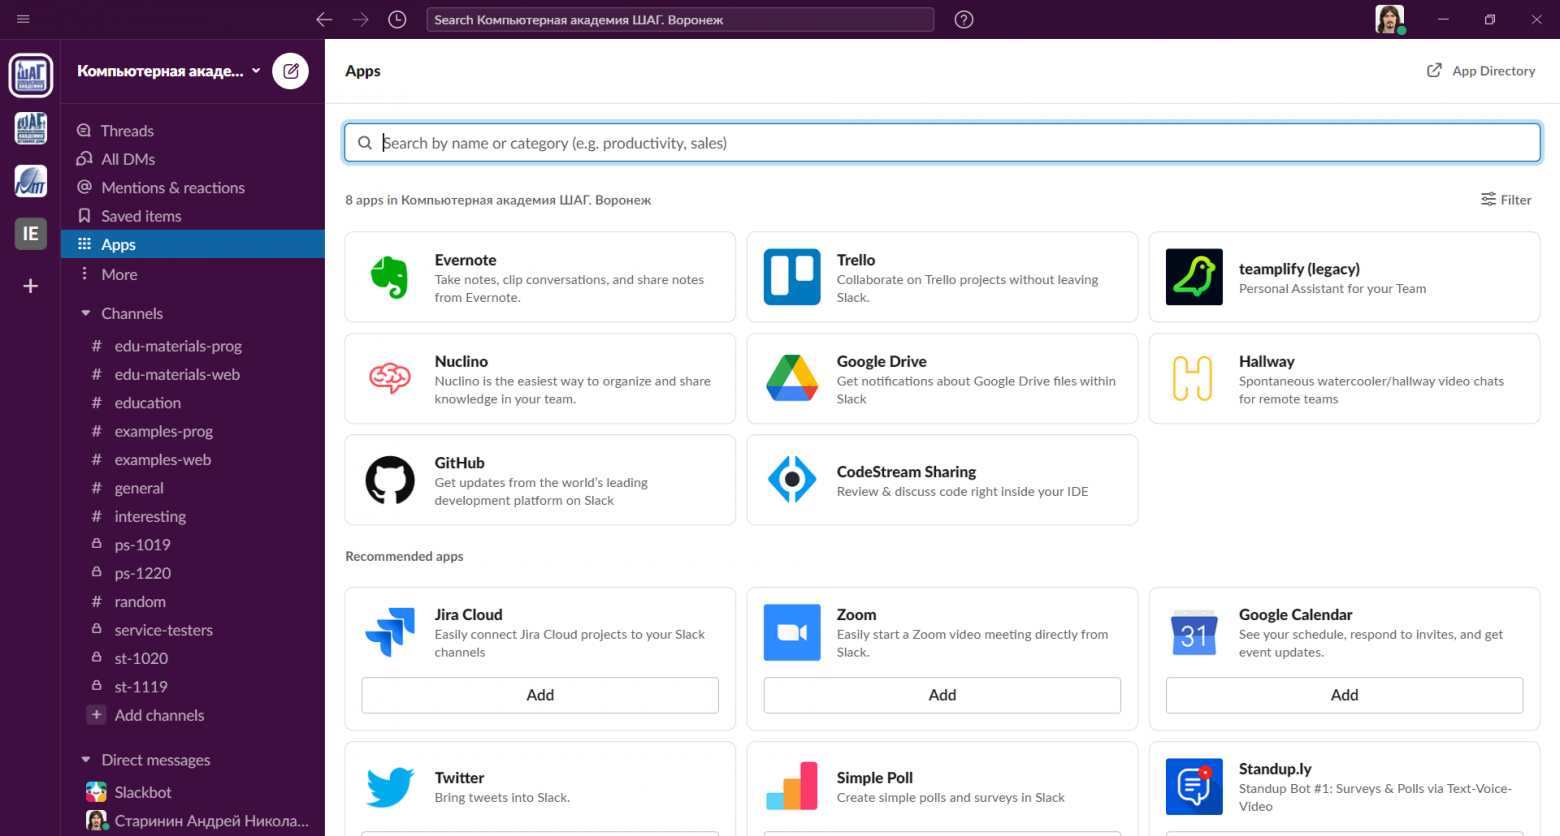 Search Компьютерная академия ШАГ. Воронеж
ШАГ
Компьютерная акаде...
Apps
App Directory
Threads
All DMs
Mentions & reactions
Saved items
Apps
More
IE
Channels
# edu-materials-prog
# edu-materials-web
# education
# examples-prog
# examples-web
# general
# interesting
ps-1019
ps-1220
# random
service-testers
st-1020
st-1119
+ Add channels
Direct messages
Slackbot
Старинин Андрей Никола...
Search by name or category (e.g. productivity, sales)
8 apps in Компьютерная академия ШАГ. Воронеж
Filter
Evernote
Take notes, clip conversations, and share notes
from Evernote.
Trello
Collaborate on Trello projects without leaving
Slack.
teamplify (legacy)
Personal Assistant for your Team
Nuclino
Nuclino is the easiest way to organize and share
knowledge in your team.
Google Drive
Get notifications about Google Drive files within
Slack
Hallway
Spontaneous watercooler/hallway video chats
for remote teams
GitHub
Get updates from the world's leading
development platform on Slack
CodeStream Sharing
Review & discuss code right inside your IDE
Recommended apps
Jira Cloud
Easily connect Jira Cloud projects to your Slack
channels
Add
Zoom
Easily start a Zoom video meeting directly from
Slack.
Add
31
Google Calendar
See your schedule, respond to invites, and get
event updates.
Add
Twitter
Bring tweets into Slack.
Simple Poll
Create simple polls and surveys in Slack
Standup.ly
Standup Bot #1: Surveys & Polls via Text-Voice-
Video